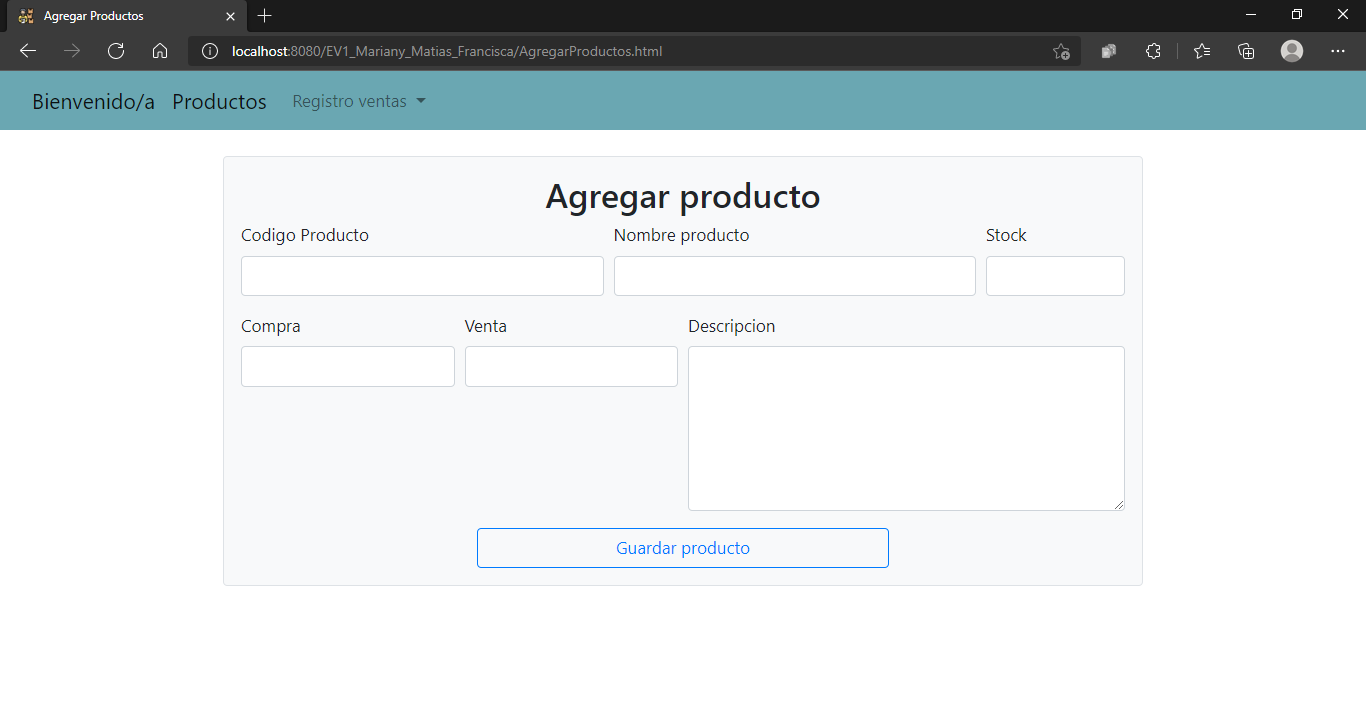 Agregar Productos
localhost:8080/EV1_Mariany_Matias_Francisca/AgregarProductos.html
Bienvenido/a Productos Registro ventas
Agregar producto
Codigo Producto Nombre producto Stock
Compra Venta Descripcion
Guardar producto